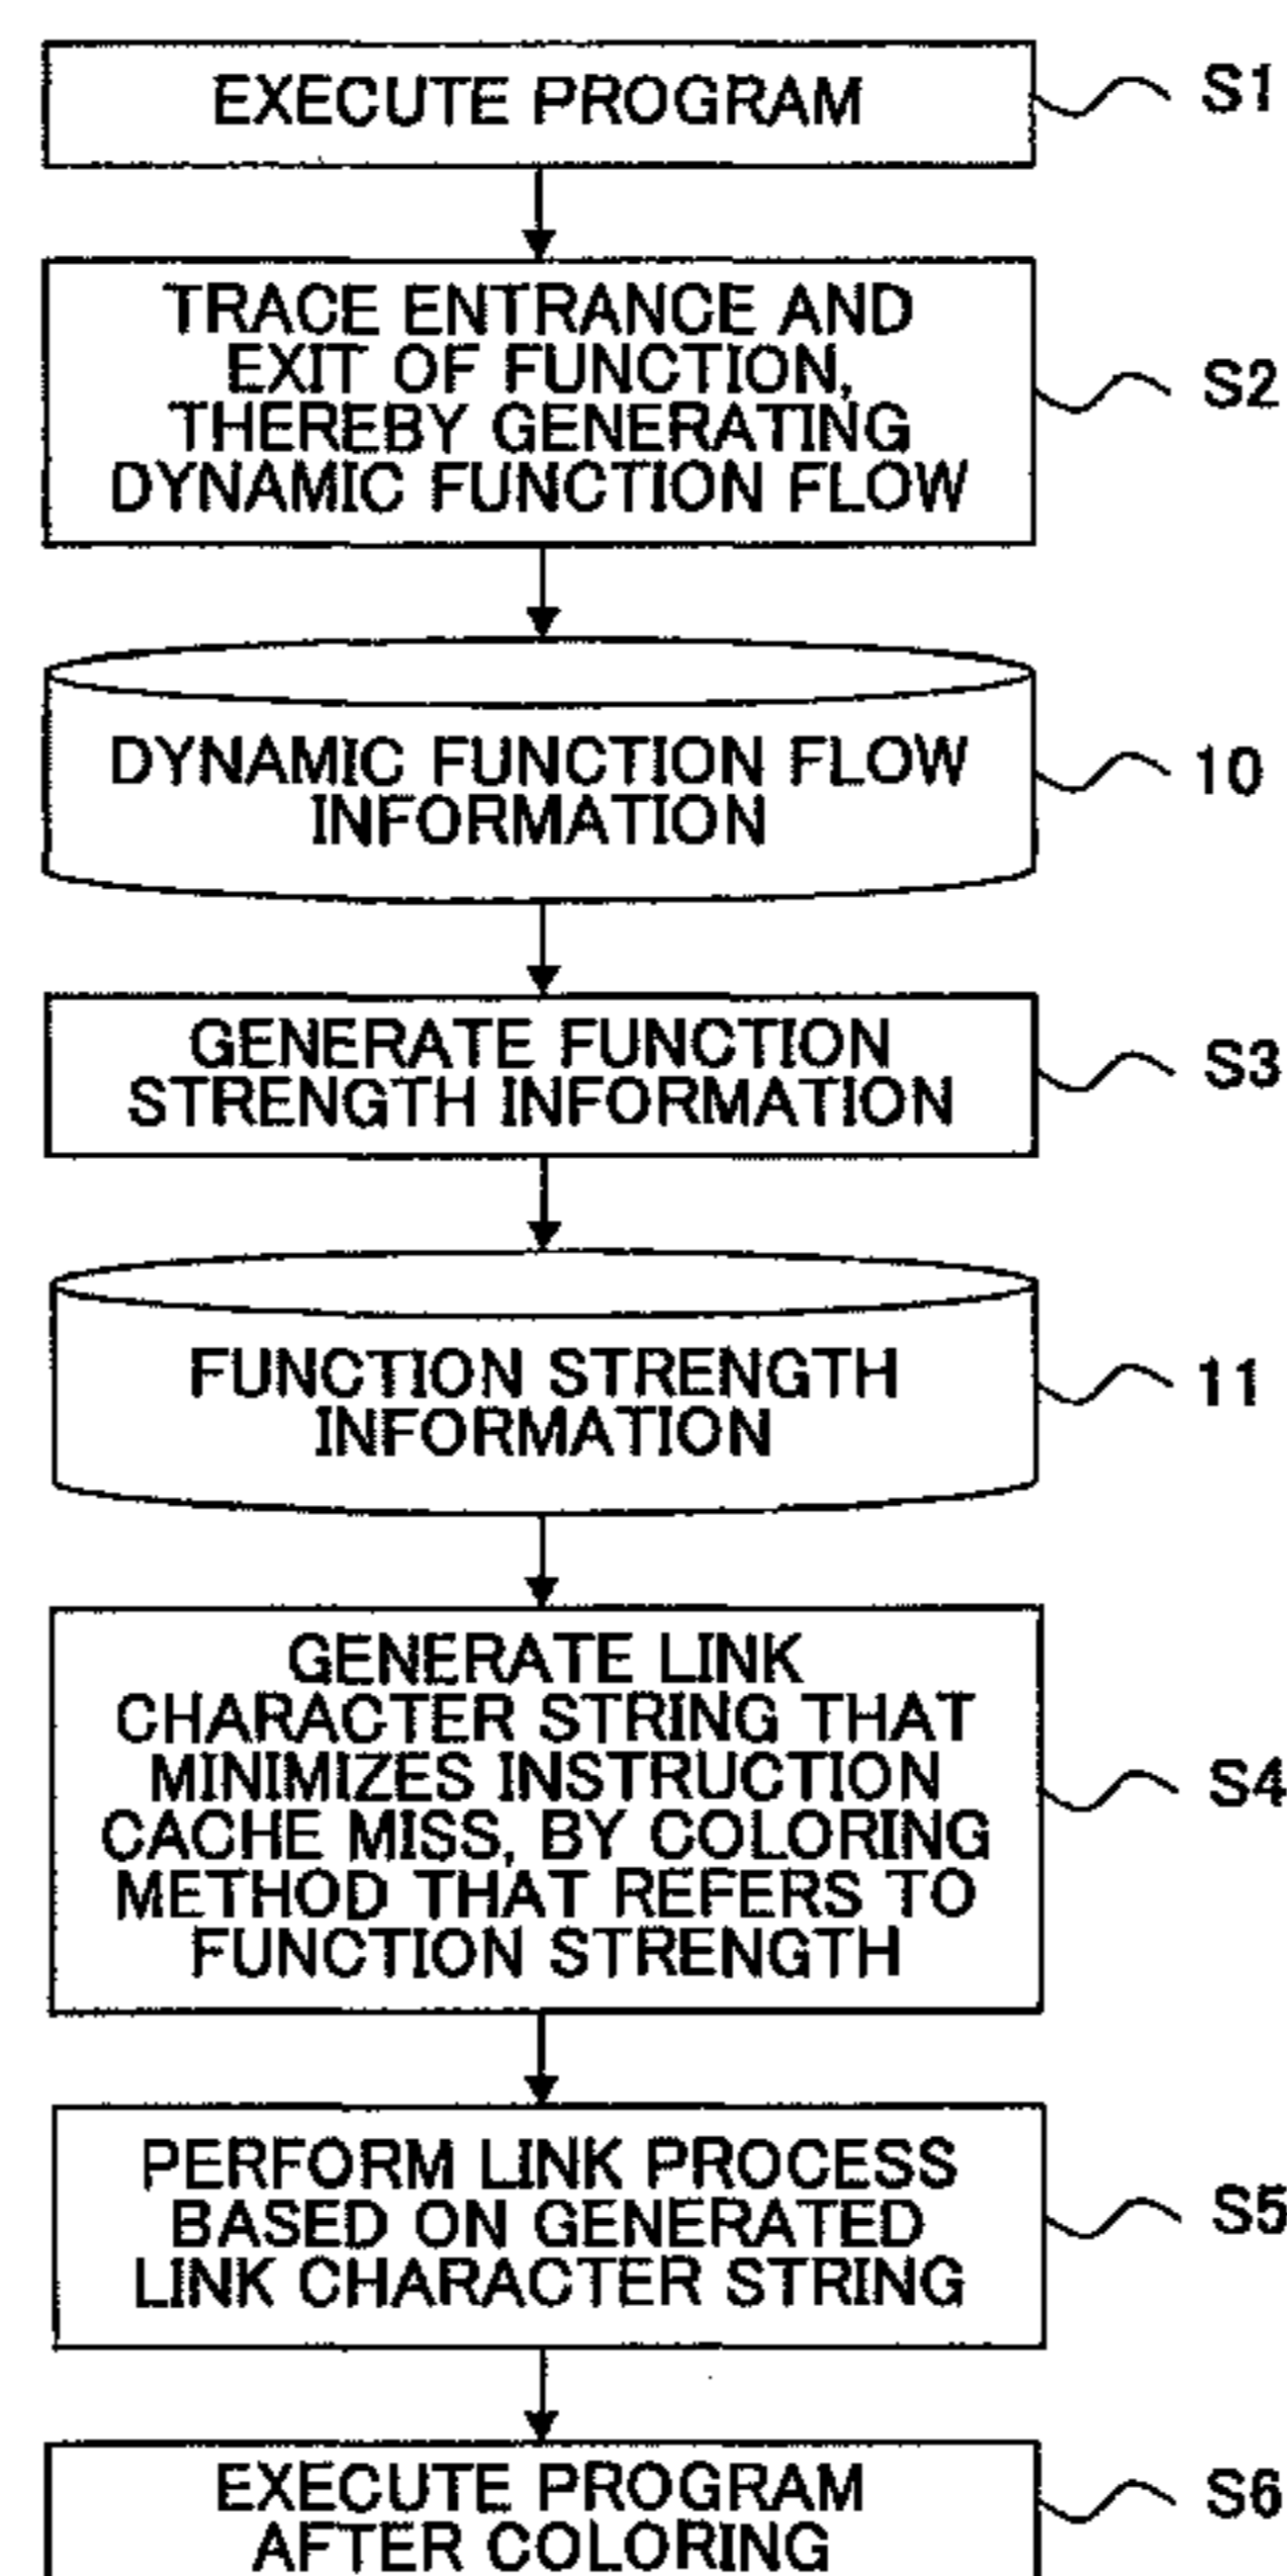 EXECUTE PROGRAM
S1
TRACE ENTRANCE AND
EXIT OF FUNCTION,
THEREBY GENERATING
DYNAMIC FUNCTION FLOW
S2
DYNAMIC FUNCTION FLOW
INFORMATION
10
GENERATE FUNCTION
STRENGTH INFORMATION
S3
FUNCTION STRENGTH
INFORMATION
11
GENERATE LINK
CHARACTER STRING THAT
MINIMIZES INSTRUCTION
CACHE MISS, BY COLORING
METHOD THAT REFERS TO
FUNCTION STRENGTH
S4
PERFORM LINK PROCESS
BASED ON GENERATED
LINK CHARACTER STRING
S5
EXECUTE PROGRAM
AFTER COLORING
S6